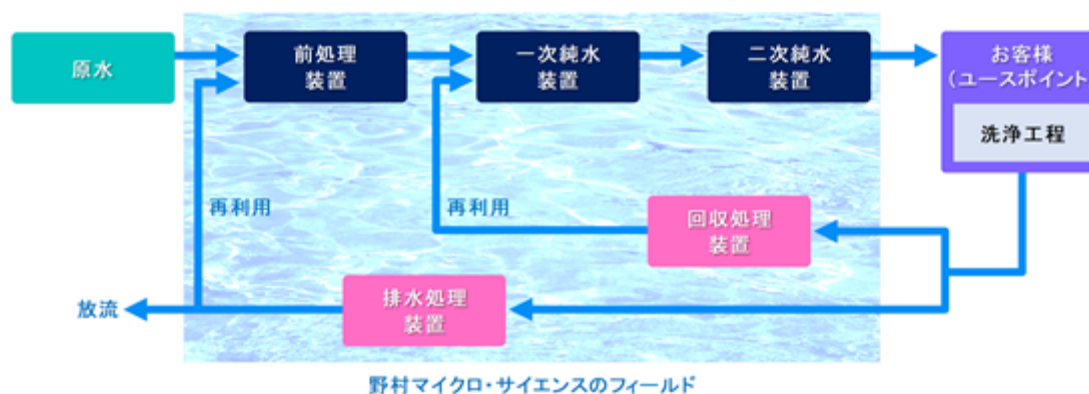 原水
前処理
装置
一次純水
装置
二次純水
装置
お客様
(ユースポイント
洗浄工程
再利用
再利用
回収処理
装置
排水処理
装置
放流
野村マイクロ・サイエンスのフィールド